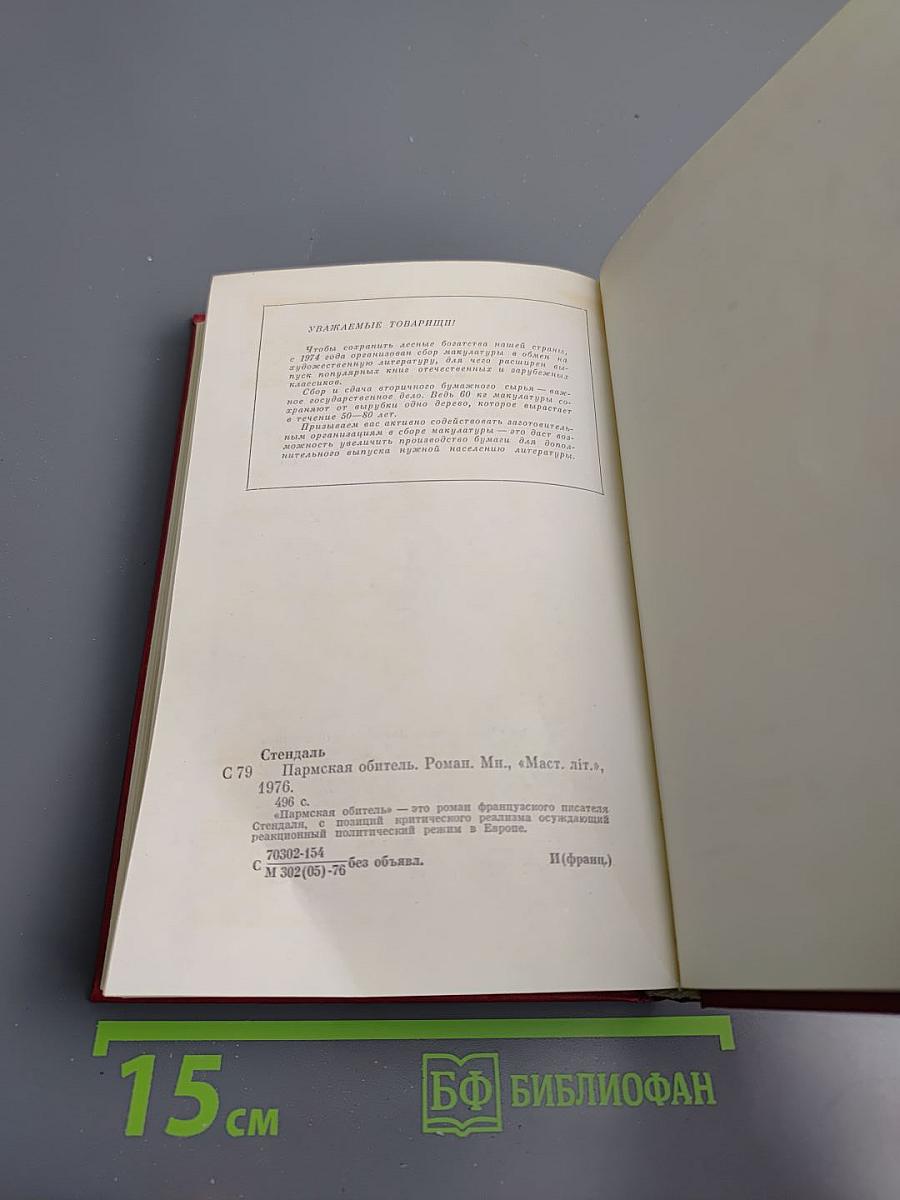 УВАЖАЕМЫЕ ТОВАРИЩИ!
Чтобы сохранить лесные богатства нашей страны,
с 1974 года организован сбор макулатуры в обмен на
художественную литературу, для чего расширен вы-
пуск популярных книг отечественных и зарубежных
классиков.
Сбор и сдача вторичного бумажного сырья — важ-
ное государственное дело. Ведь 60 кг макулатуры со-
храняют от вырубки одно дерево, которое вырастает
в течение 50—80 лет.
Призываем вас активно содействовать заготовитель-
ным организациям в сборе макулатуры — это даст воз-
можность увеличить производство бумаги для допол-
нительного выпуска нужной населению литературы.
Стендаль
С 79 Пармская обитель. Роман. Мн., «Маст. літ.»,
1976.
496 с.
«Пармская обитель» — это роман французского писателя
Стендаля, с позиций критического реализма осуждающий
реакционный политический режим в Европе.
С 70302-154
М 302(05)-76 без объявл. И(франц.)
15 см
БФ БИБЛИОФАН